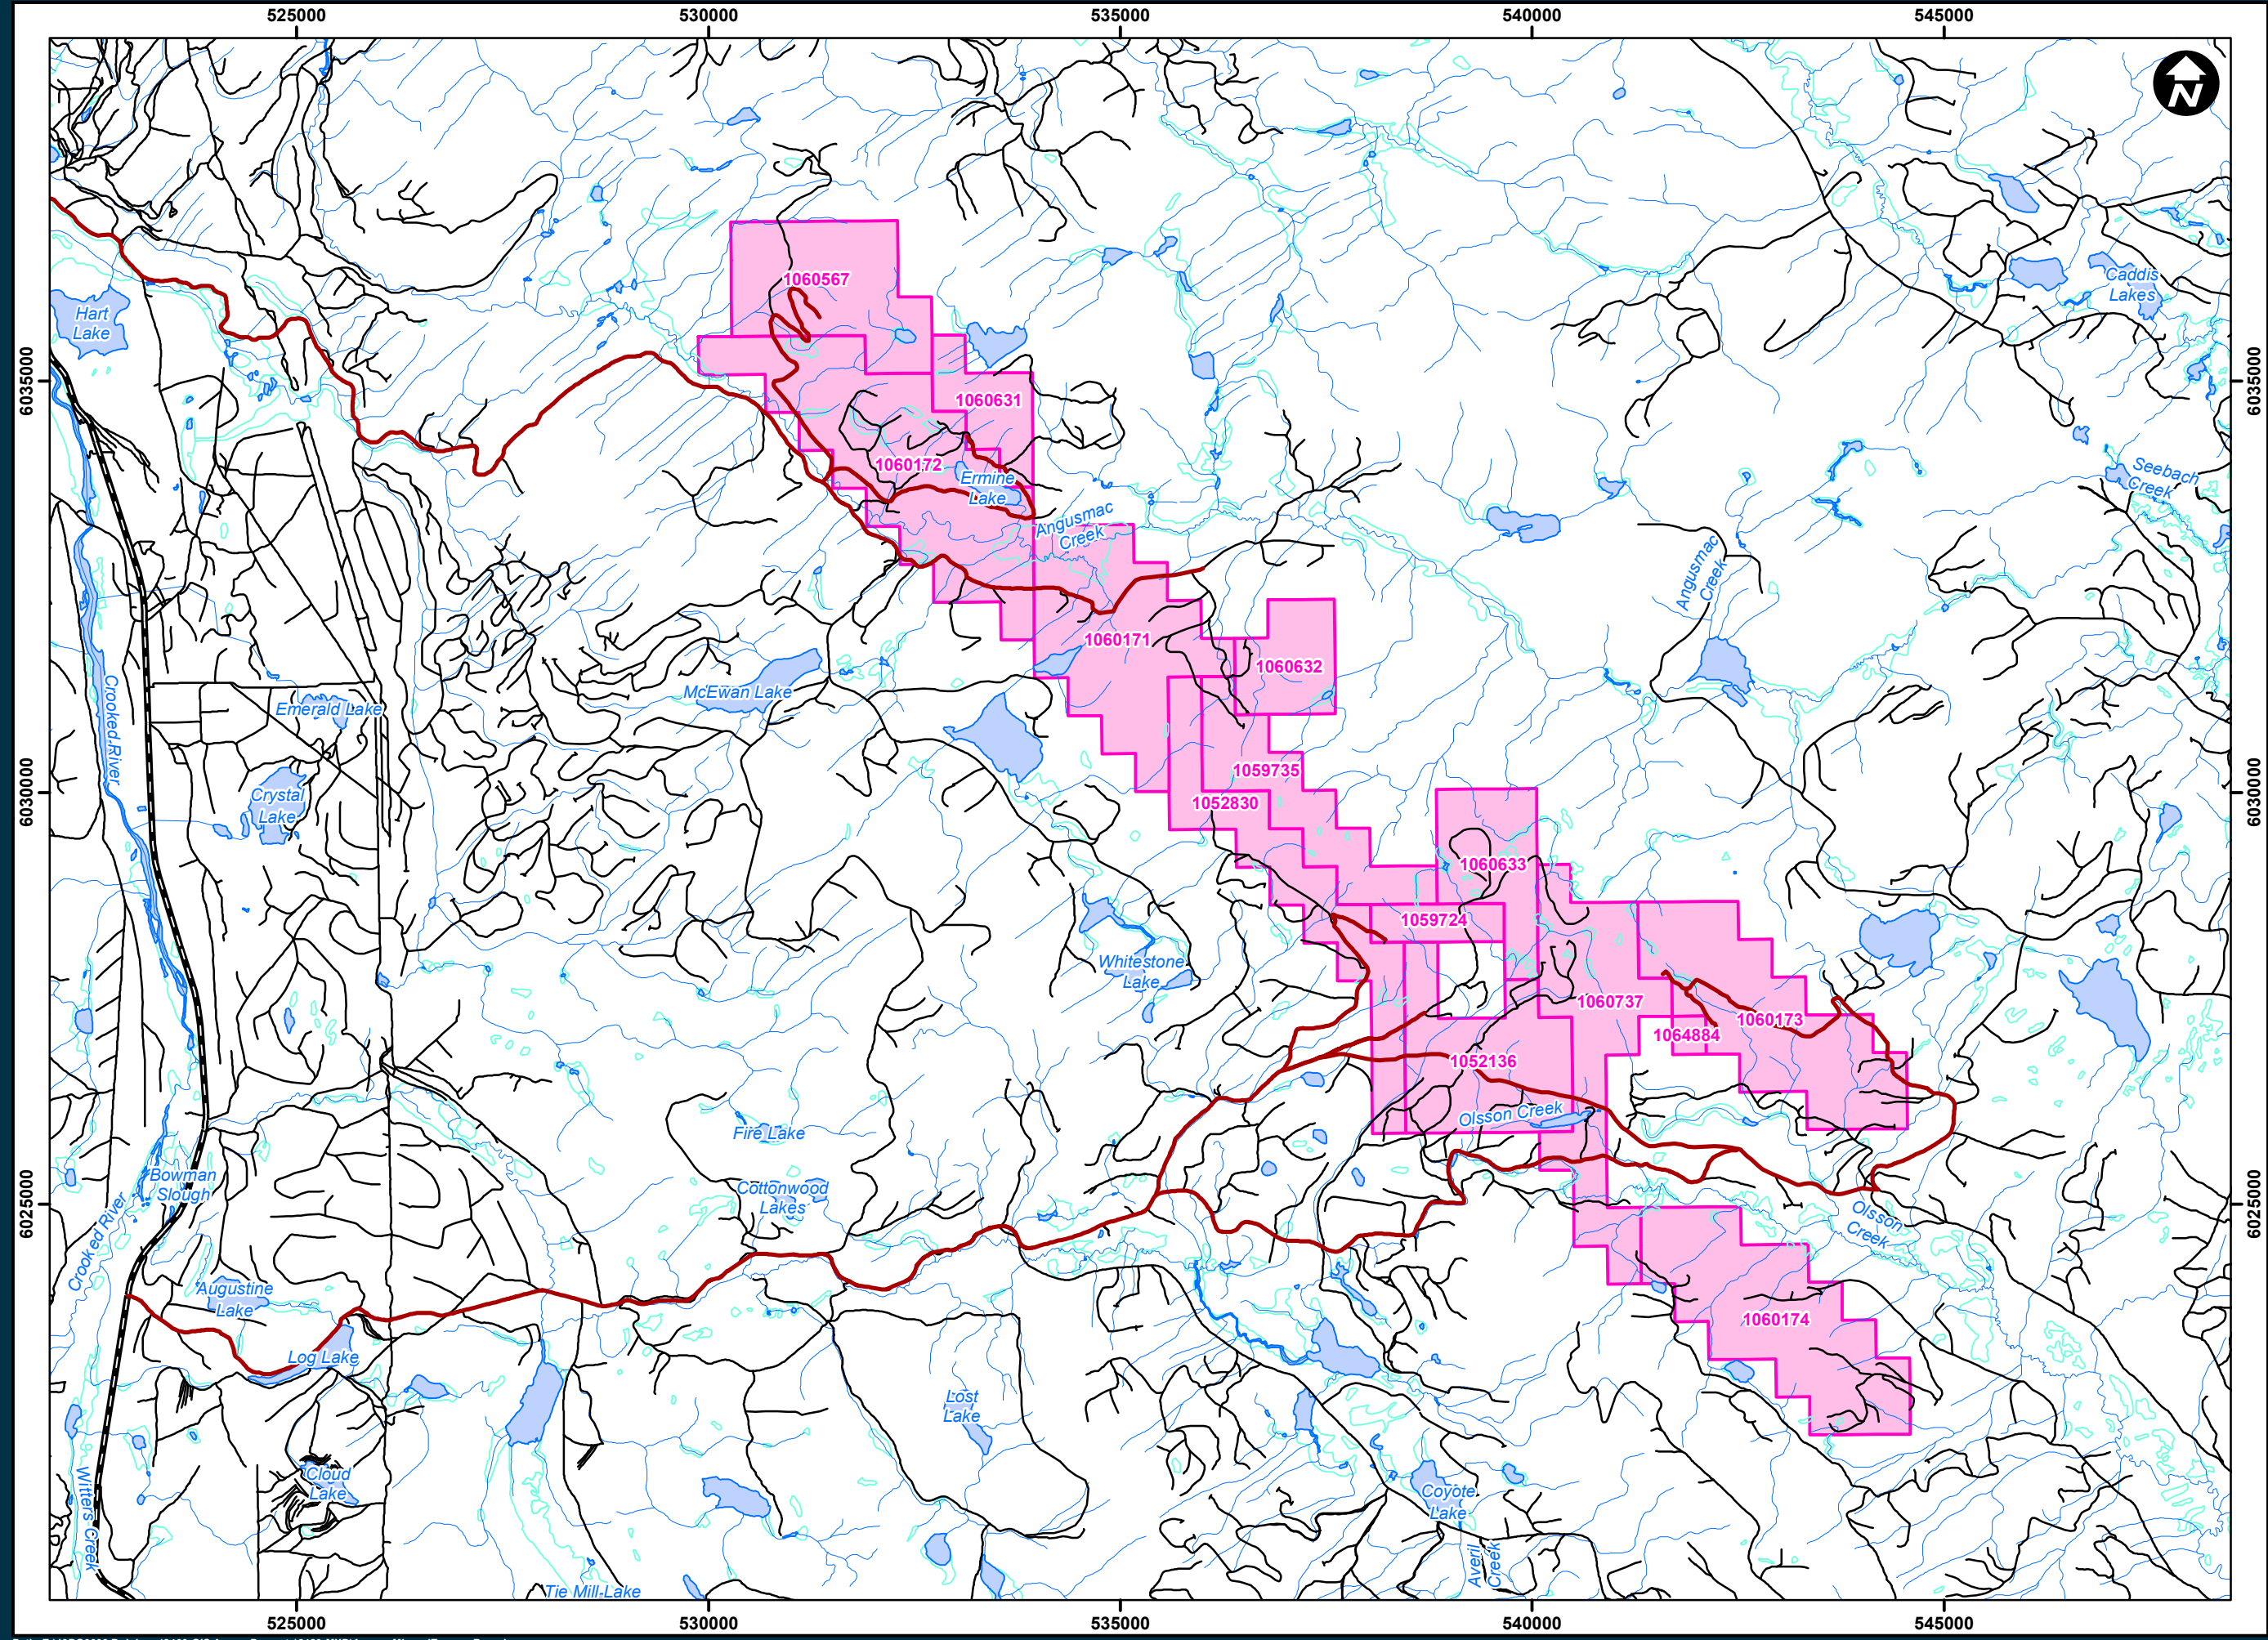 525000
530000
535000
540000
545000
N
Caddis
Lakes
1060567
Hart
Lake
6035000
6035000
1060631
1060172
Ermine
Lake
Seebach
Creek
Angusmac
Creek
Angusmac
Creek
1060171
1060632
McEwan Lake
Crooked River
Emerald Lake
1059735
6030000
6030000
Crystal
Lake
1052830
1060633
1059724
Whitestone
Lake
1060737
1060173
1064884
1052136
Olsson Creek
Fire Lake
Bowman
Slough
Cottonwood
Lakes
6025000
6025000
Crooked River
Olsson
Creek
Augustine
Lake
1060174
Log Lake
Lost
Lake
Cloud
Lake
Coyote
Lake
Witters Creek
Averil
Creek
Tie Mill Lake
525000
530000
535000
540000
545000